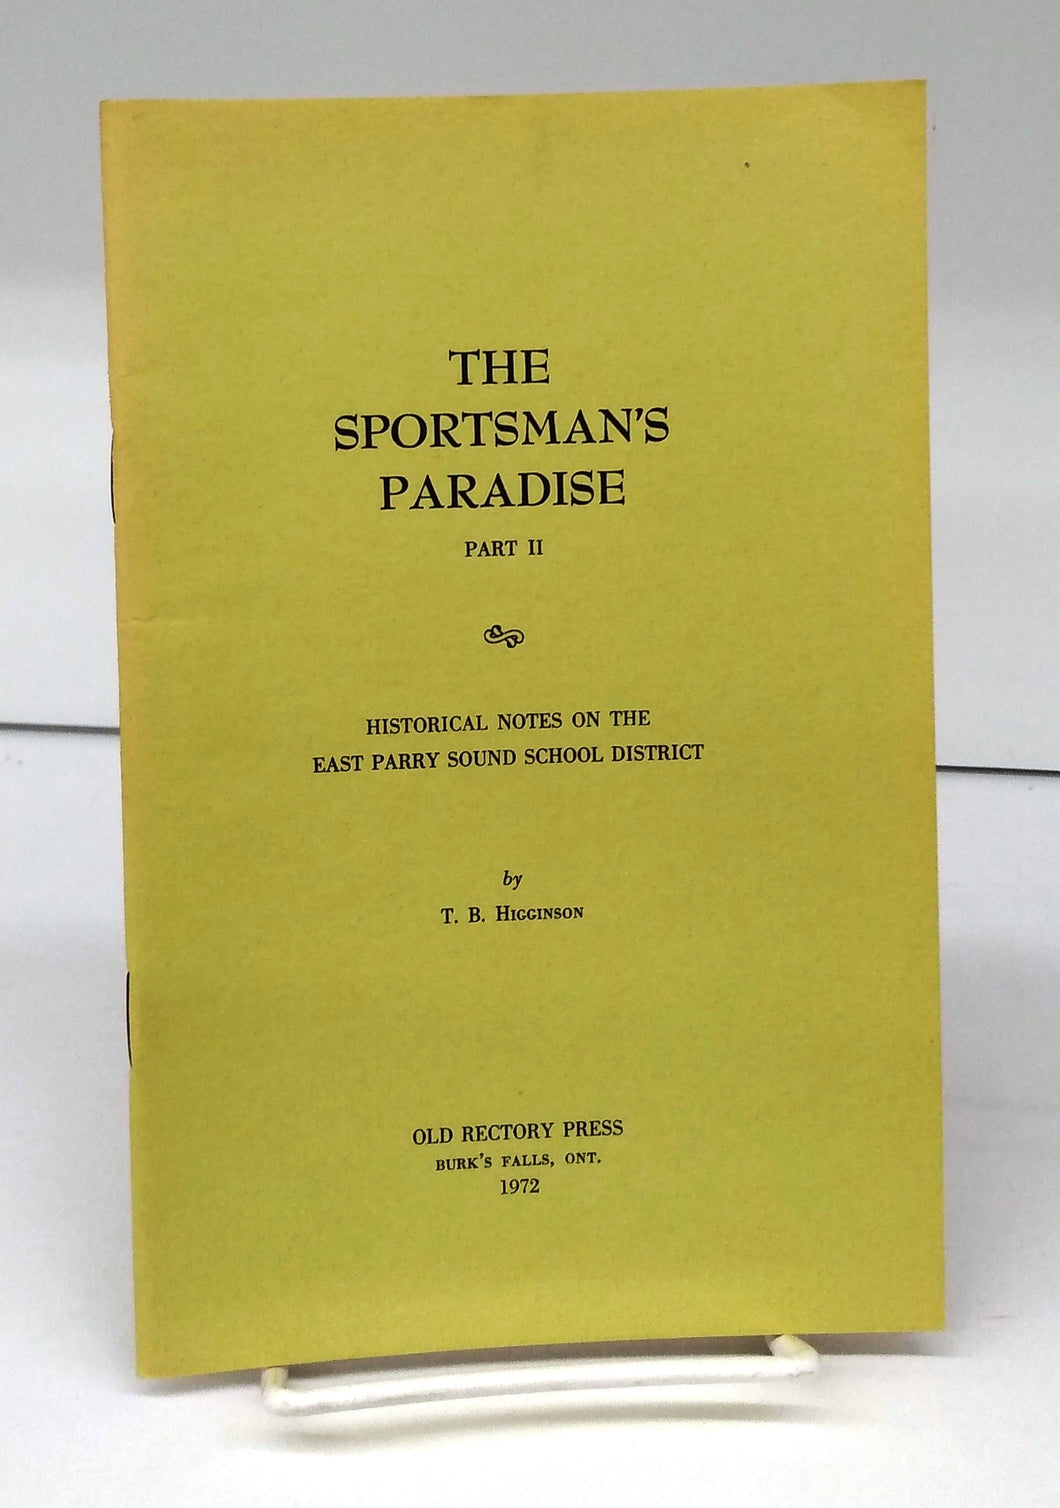 THE
SPORTSMAN'S
PARADISE
PART II
HISTORICAL NOTES ON THE
EAST PARRY SOUND SCHOOL DISTRICT
by
T. B. HIGGINSON
OLD RECTORY PRESS
BURK'S FALLS, ONT.
1972